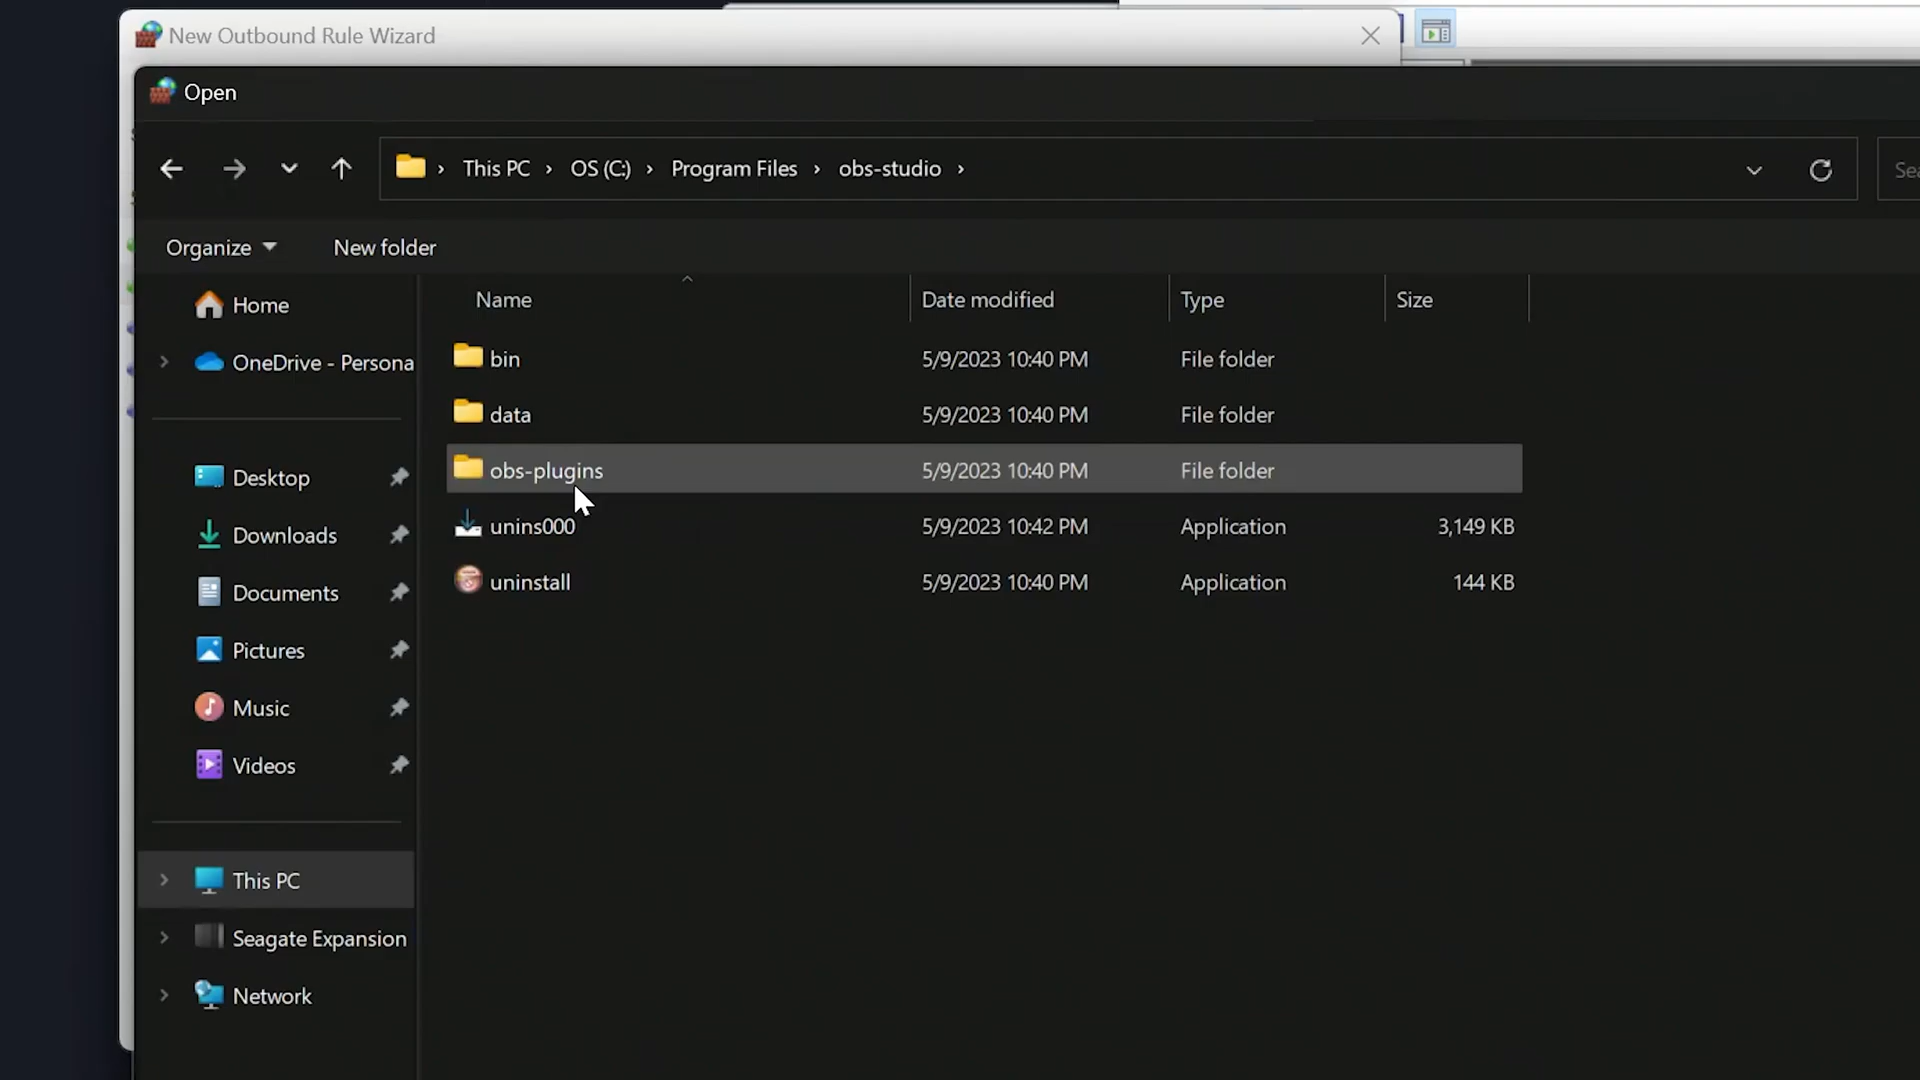 New Outbound Rule Wizard
Open
This PC > OS (C:) > Program Files > obs-studio >
Organize New folder
Name Date modified Type Size
Home
OneDrive - Persona
Desktop
Downloads
Documents
Pictures
Music
Videos
This PC
Seagate Expansion
Network
bin 5/9/2023 10:40 PM File folder
data 5/9/2023 10:40 PM File folder
obs-plugins 5/9/2023 10:40 PM File folder
unins000 5/9/2023 10:42 PM Application 3,149 KB
uninstall 5/9/2023 10:40 PM Application 144 KB